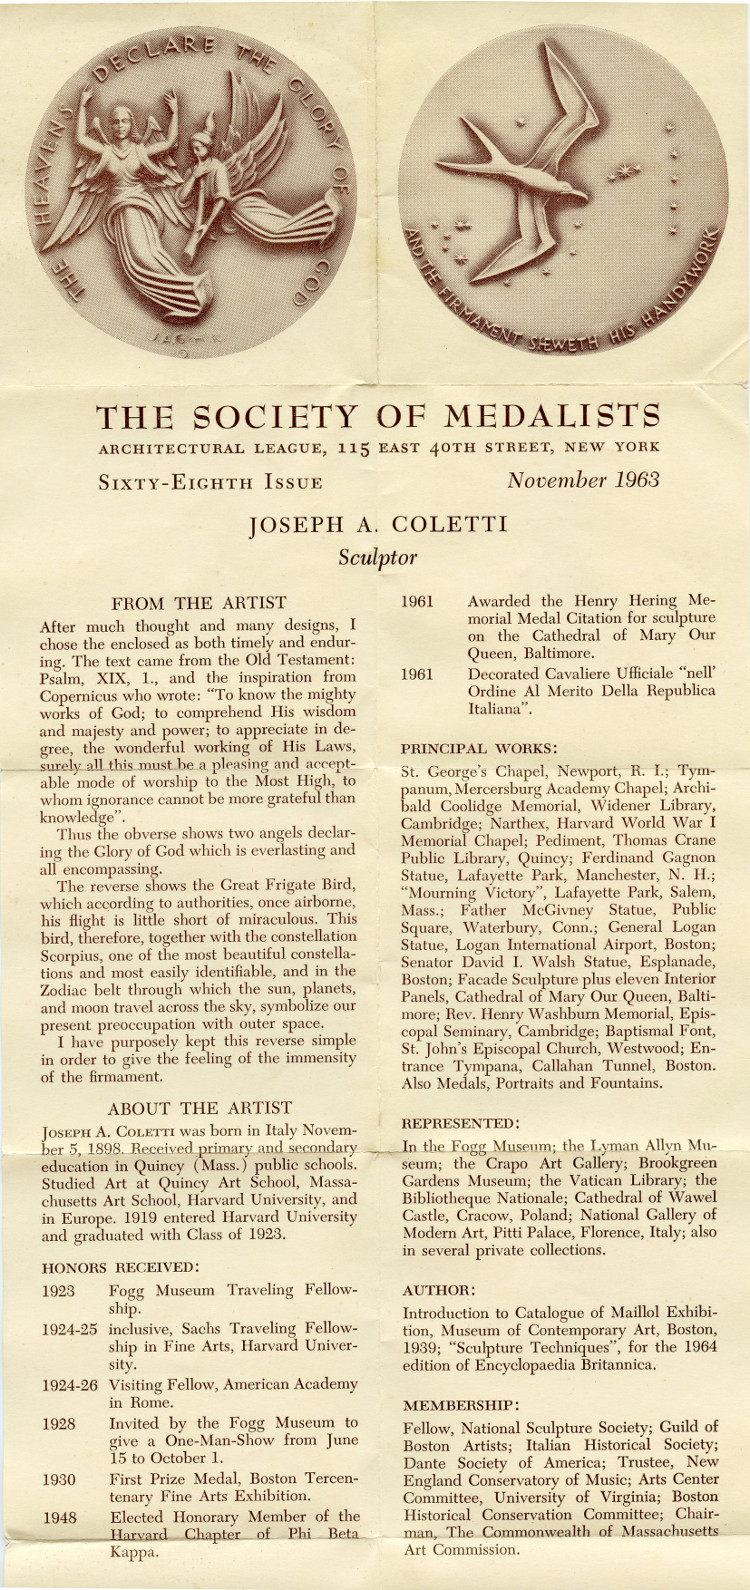 THE HEAVENS DECLARE THE GLORY OF GOD
AND THE FIRMAMENT SHEWETH HIS HANDYWORK
THE SOCIETY OF MEDALISTS
ARCHITECTURAL LEAGUE, 115 EAST 40TH STREET, NEW YORK
SIXTY-EIGHTH ISSUE
November 1963
JOSEPH A. COLETTI
Sculptor
FROM THE ARTIST
After much thought and many designs, I
chose the enclosed as both timely and endur-
ing. The text came from the Old Testament:
Psalm, XIX, 1., and the inspiration from
Copernicus who wrote: “To know the mighty
works of God; to comprehend His wisdom
and majesty and power; to appreciate in de-
gree, the wonderful working of His Laws,
surely all this must be a pleasing and accept-
able mode of worship to the Most High, to
whom ignorance cannot be more grateful than
knowledge”.
Thus the obverse shows two angels declar-
ing the Glory of God which is everlasting and
all encompassing.
The reverse shows the Great Frigate Bird,
which according to authorities, once airborne,
his flight is little short of miraculous. This
bird, therefore, together with the constellation
Scorpius, one of the most beautiful constella-
tions and most easily identifiable, and in the
Zodiac belt through which the sun, planets,
and moon travel across the sky, symbolize our
present preoccupation with outer space.
I have purposely kept this reverse simple
in order to give the feeling of the immensity
of the firmament.
ABOUT THE ARTIST
JOSEPH A. COLETTI was born in Italy Novem-
ber 5, 1898. Received primary and secondary
education in Quincy (Mass.) public schools.
Studied Art at Quincy Art School, Massa-
chusetts Art School, Harvard University, and
in Europe. 1919 entered Harvard University
and graduated with Class of 1923.
HONORS RECEIVED:
1923 Fogg Museum Traveling Fellow-
ship.
1924-25 inclusive, Sachs Traveling Fellow-
ship in Fine Arts, Harvard Univer-
sity.
1924-26 Visiting Fellow, American Academy
in Rome.
1928 Invited by the Fogg Museum to
give a One-Man-Show from June
15 to October 1.
1930 First Prize Medal, Boston Tercen-
tenary Fine Arts Exhibition.
1948 Elected Honorary Member of the
Harvard Chapter of Phi Beta
Kappa.
1961 Awarded the Henry Hering Me-
morial Medal Citation for sculpture
on the Cathedral of Mary Our
Queen, Baltimore.
1961 Decorated Cavaliere Ufficiale “nell’
Ordine Al Merito Della Republica
Italiana”.
PRINCIPAL WORKS:
St. George’s Chapel, Newport, R. I.; Tym-
panum, Mercersburg Academy Chapel; Archi-
bald Coolidge Memorial, Widener Library,
Cambridge; Narthex, Harvard World War I
Memorial Chapel; Pediment, Thomas Crane
Public Library, Quincy; Ferdinand Gagnon
Statue, Lafayette Park, Manchester, N. H.;
“Mourning Victory”, Lafayette Park, Salem,
Mass.; Father McGivney Statue, Public
Square, Waterbury, Conn.; General Logan
Statue, Logan International Airport, Boston;
Senator David I. Walsh Statue, Esplanade,
Boston; Facade Sculpture plus eleven Interior
Panels, Cathedral of Mary Our Queen, Balti-
more; Rev. Henry Washburn Memorial, Epis-
copal Seminary, Cambridge; Baptismal Font,
St. John’s Episcopal Church, Westwood; En-
trance Tympana, Callahan Tunnel, Boston.
Also Medals, Portraits and Fountains.
REPRESENTED:
In the Fogg Museum; the Lyman Allyn Mu-
seum; the Crapo Art Gallery; Brookgreen
Gardens Museum; the Vatican Library; the
Bibliotheque Nationale; Cathedral of Wawel
Castle, Cracow, Poland; National Gallery of
Modern Art, Pitti Palace, Florence, Italy; also
in several private collections.
AUTHOR:
Introduction to Catalogue of Maillol Exhibi-
tion, Museum of Contemporary Art, Boston,
1939; “Sculpture Techniques”, for the 1964
edition of Encyclopaedia Britannica.
MEMBERSHIP:
Fellow, National Sculpture Society; Guild of
Boston Artists; Italian Historical Society;
Dante Society of America; Trustee, New
England Conservatory of Music; Arts Center
Committee, University of Virginia; Boston
Historical Conservation Committee; Chair-
man, The Commonwealth of Massachusetts
Art Commission.